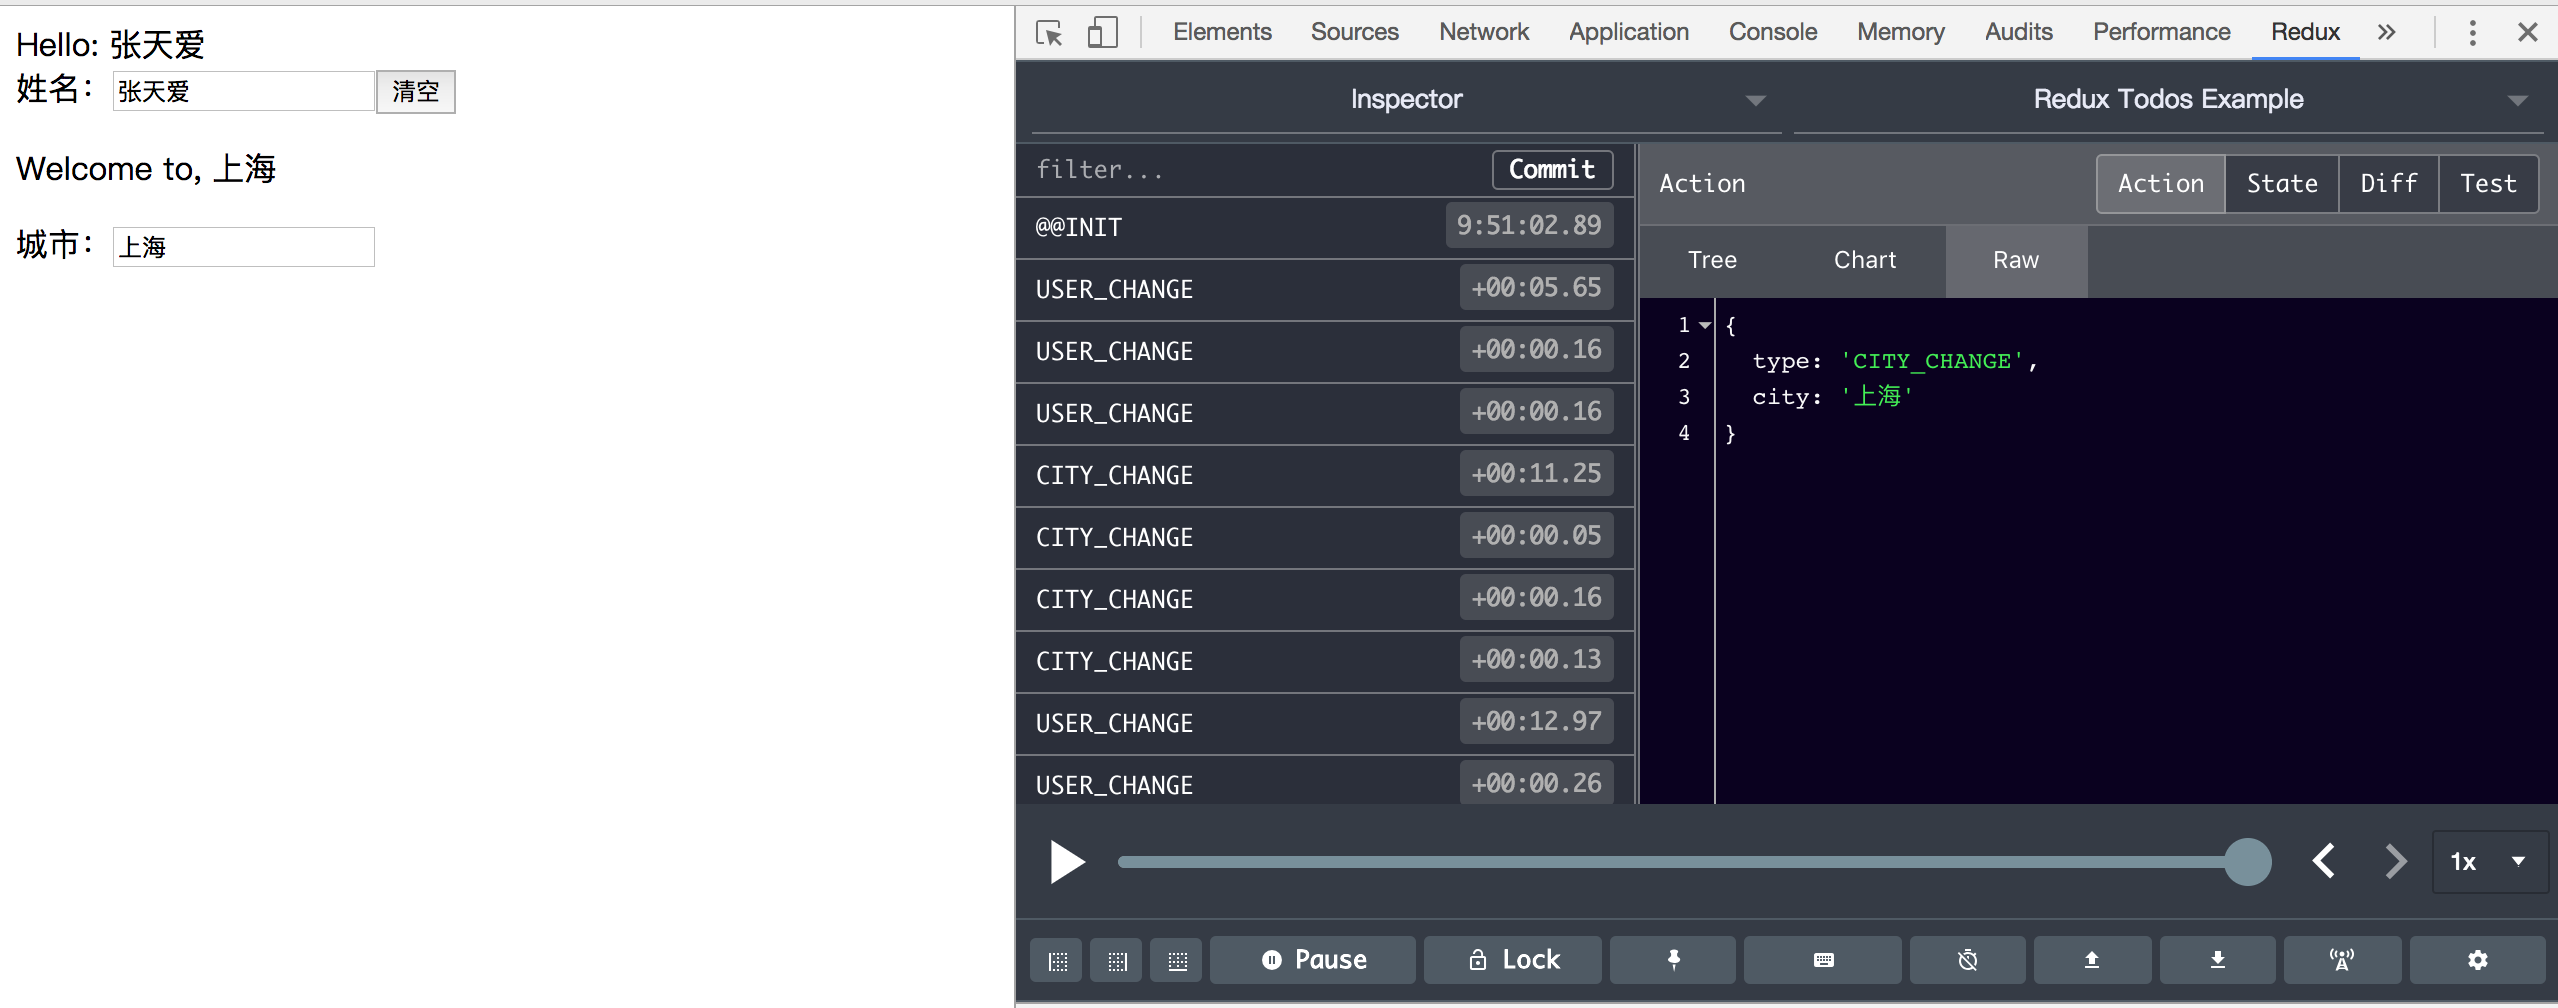 Hello: 张天爱
姓名： 张天爱 清空
Welcome to, 上海
城市： 上海
Elements Sources Network Application Console Memory Audits Performance Redux »
Inspector Redux Todos Example
filter... Commit
@@INIT 9:51:02.89
USER_CHANGE +00:05.65
USER_CHANGE +00:00.16
USER_CHANGE +00:00.16
CITY_CHANGE +00:11.25
CITY_CHANGE +00:00.05
CITY_CHANGE +00:00.16
CITY_CHANGE +00:00.13
USER_CHANGE +00:12.97
USER_CHANGE +00:00.26
Action Action State Diff Test
Tree Chart Raw
1 {
2 type: 'CITY_CHANGE',
3 city: '上海'
4 }
1x
Pause Lock